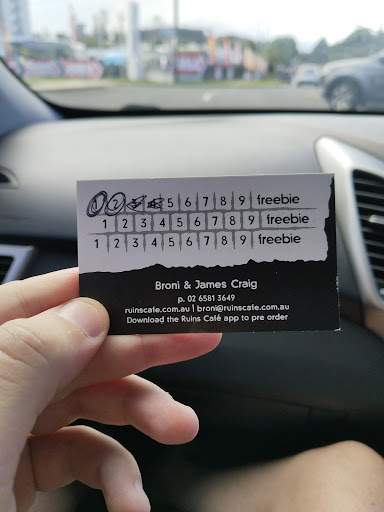 1 2 3 4 5 6 7 8 9 freebie
1 2 3 4 5 6 7 8 9 freebie
1 2 3 4 5 6 7 8 9 freebie
Broni & James Craig
p. 02 6581 3649
ruinscafe.com.au | broni@ruinscafe.com.au
Download the Ruins Café app to pre order